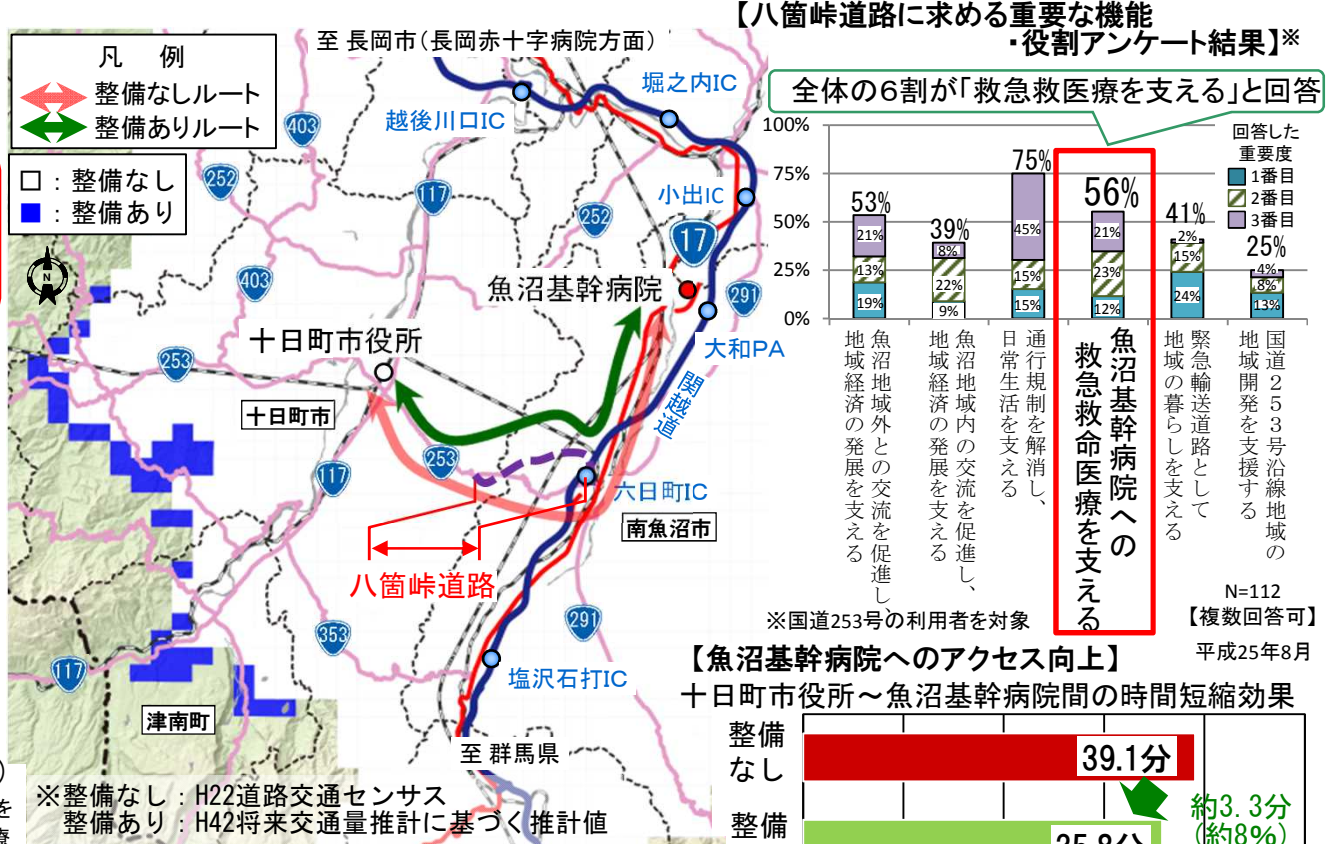 【八箇峠道路に求める重要な機能
・役割アンケート結果】※
全体の6割が「救急救医療を支える」と回答
凡 例
整備なしルート
整備ありルート
□：整備なし
■：整備あり
N
至 長岡市(長岡赤十字病院方面)
堀之内IC
越後川口IC
小出IC
403
252
117
252
17
403
291
魚沼基幹病院
大和PA
関越道
253
十日町市役所
十日町市
253
117
六日町IC
南魚沼市
八箇峠道路
353
291
117
塩沢石打IC
津南町
至 群馬県
※整備なし：H22道路交通センサス
整備あり：H42将来交通量推計に基づく推計値
)
を
療
100%
75%
50%
25%
0%
回答した
重要度
1番目
2番目
3番目
53%
21%
13%
19%
39%
8%
22%
9%
75%
45%
15%
15%
56%
21%
23%
12%
41%
2%
15%
24%
25%
4%
8%
13%
魚沼地域外との交流を促進し、
地域経済の発展を支える
魚沼地域内の交流を促進し、
地域経済の発展を支える
通行規制を解消し、
日常生活を支える
魚沼基幹病院への
救急救命医療を支える
緊急輸送道路として
地域の暮らしを支える
国道253号沿線地域の
地域開発を支援する
N=112
【複数回答可】
※国道253号の利用者を対象
平成25年8月
【魚沼基幹病院へのアクセス向上】
十日町市役所～魚沼基幹病院間の時間短縮効果
整備
なし
39.1分
約3.3分
(約8%)
整備
35.8分